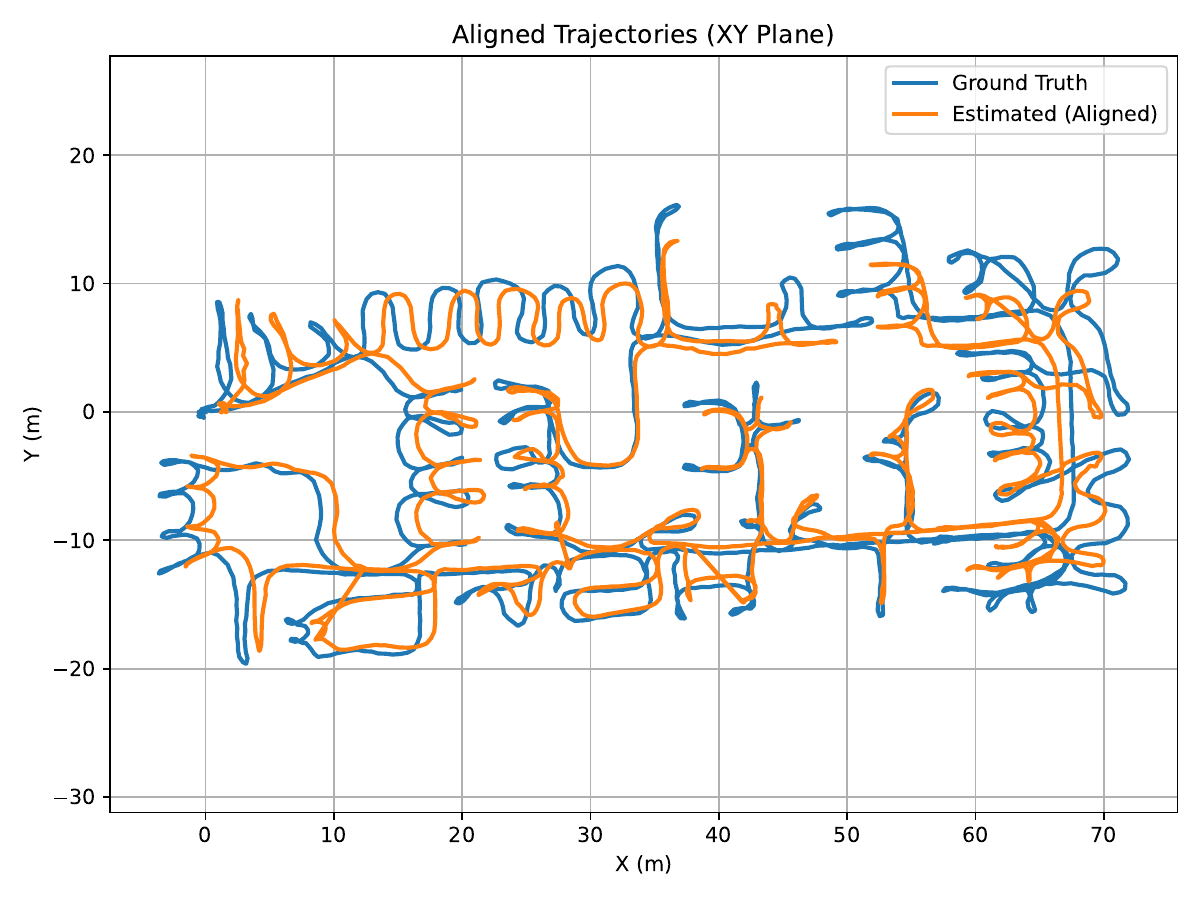 Aligned Trajectories (XY Plane)
Ground Truth
Estimated (Aligned)
20
10
0
−10
−20
−30
Y (m)
0 10 20 30 40 50 60 70
X (m)